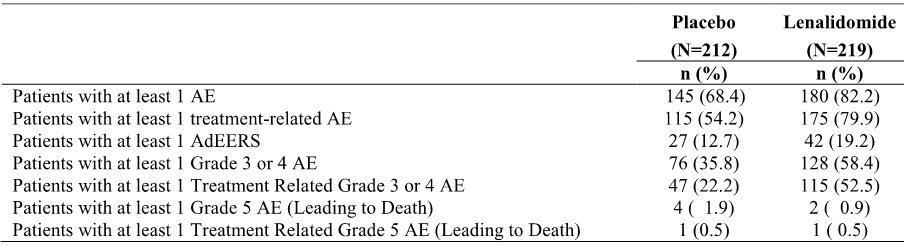 Placebo Lenalidomide
(N=212) (N=219)
n (%) n (%)
Patients with at least 1 AE 145 (68.4) 180 (82.2)
Patients with at least 1 treatment-related AE 115 (54.2) 175 (79.9)
Patients with at least 1 AdEERS 27 (12.7) 42 (19.2)
Patients with at least 1 Grade 3 or 4 AE 76 (35.8) 128 (58.4)
Patients with at least 1 Treatment Related Grade 3 or 4 AE 47 (22.2) 115 (52.5)
Patients with at least 1 Grade 5 AE (Leading to Death) 4 ( 1.9) 2 ( 0.9)
Patients with at least 1 Treatment Related Grade 5 AE (Leading to Death) 1 (0.5) 1 ( 0.5)